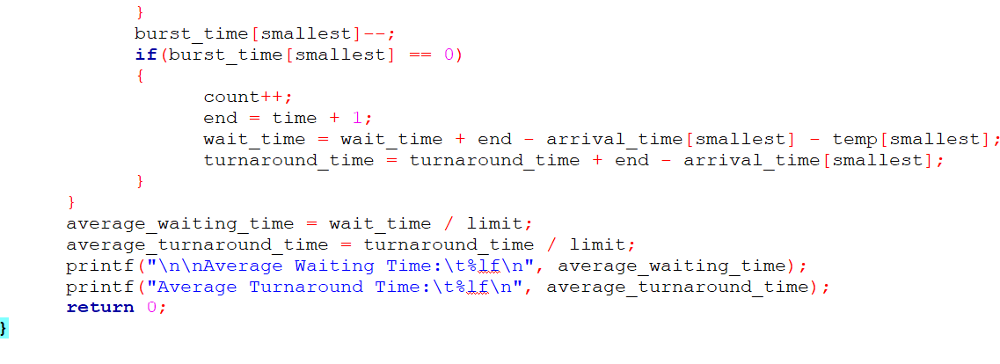 }
burst_time[smallest]--;
if(burst_time[smallest] == 0)
{
count++;
end = time + 1;
wait_time = wait_time + end - arrival_time[smallest] - temp[smallest];
turnaround_time = turnaround_time + end - arrival_time[smallest];
}
}
average_waiting_time = wait_time / limit;
average_turnaround_time = turnaround_time / limit;
printf("\n\nAverage Waiting Time:\t%lf\n", average_waiting_time);
printf("Average Turnaround Time:\t%lf\n", average_turnaround_time);
return 0;
}